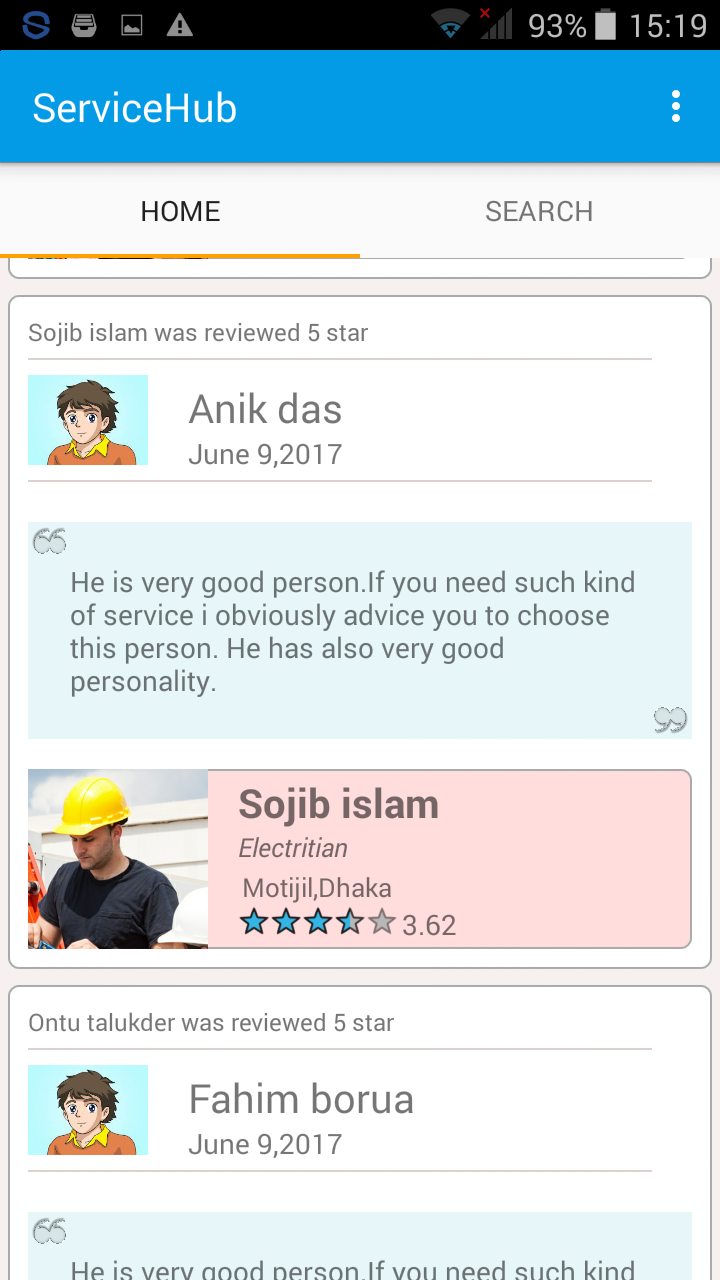 93% 15:19
ServiceHub
HOME SEARCH
Sojib islam was reviewed 5 star
Anik das
June 9,2017
He is very good person.If you need such kind
of service i obviously advice you to choose
this person. He has also very good
personality.
Sojib islam
Electritian
Motijil,Dhaka
3.62
Ontu talukder was reviewed 5 star
Fahim borua
June 9,2017
He is very good person.If you need such kind